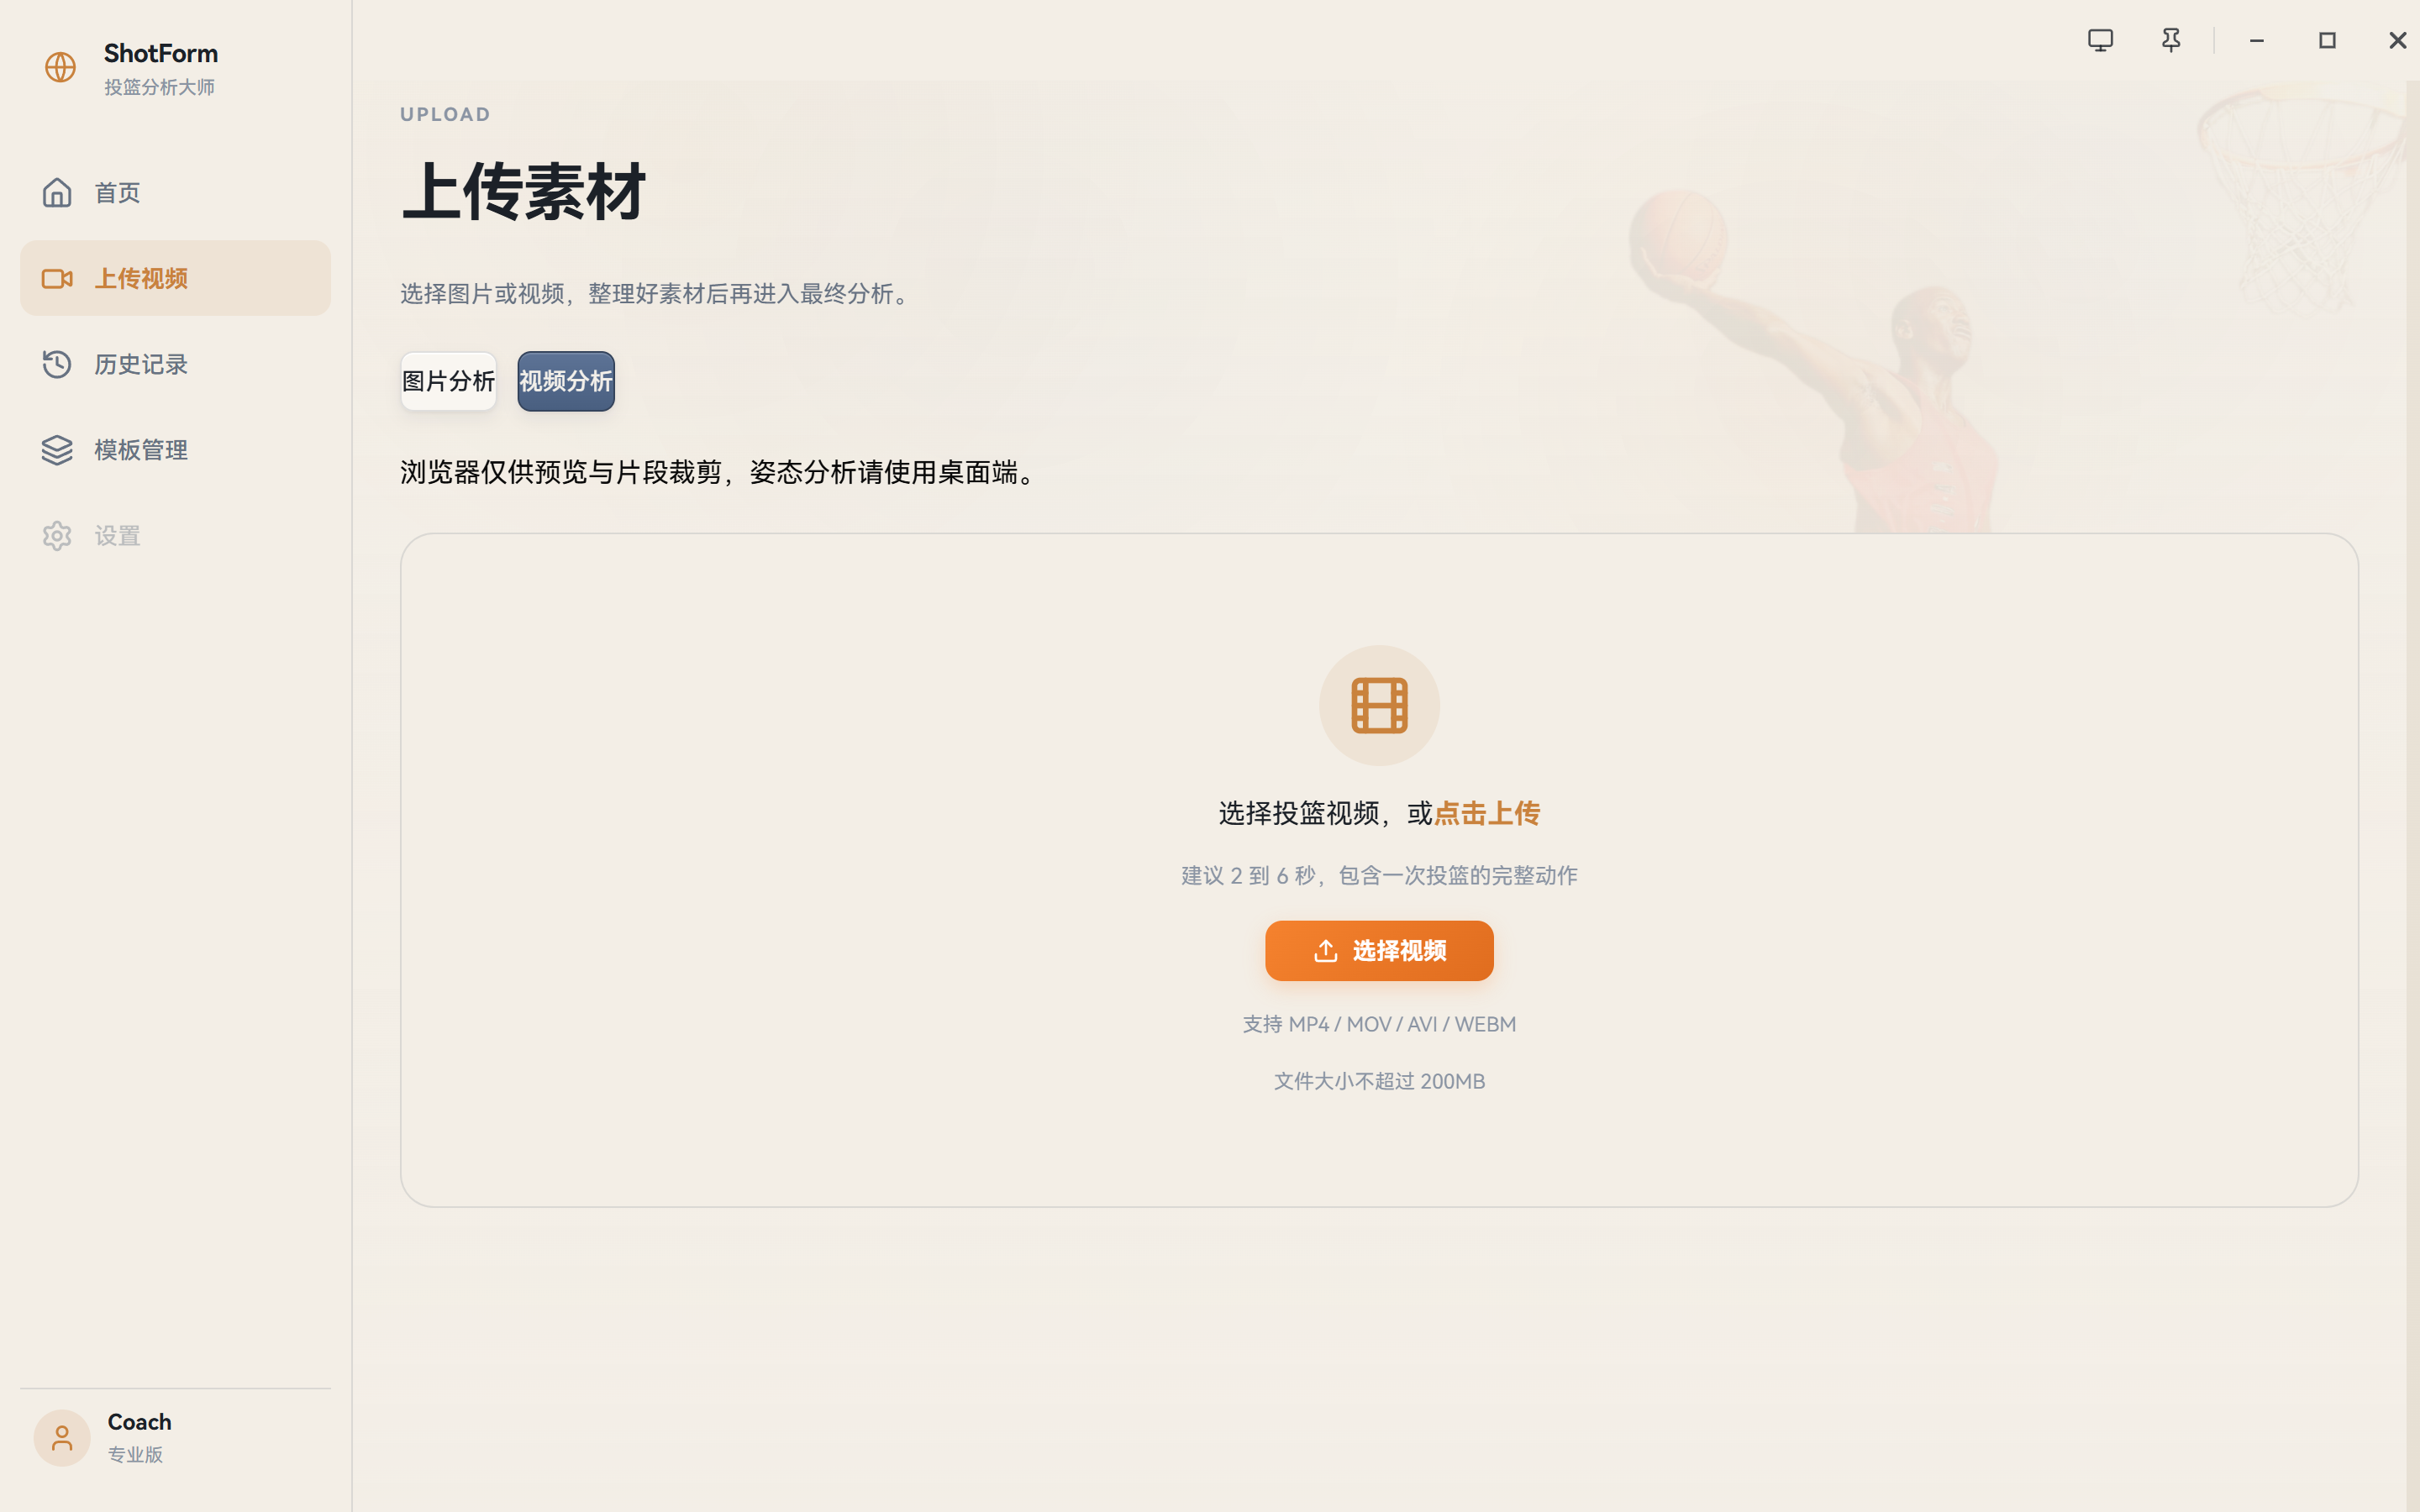 ShotForm
投篮分析大师
首页
上传视频
历史记录
模板管理
设置
Coach
专业版
UPLOAD
上传素材
选择图片或视频，整理好素材后再进入最终分析。
图片分析
视频分析
浏览器仅供预览与片段裁剪，姿态分析请使用桌面端。
选择投篮视频，或点击上传
建议 2 到 6 秒，包含一次投篮的完整动作
选择视频
支持 MP4 / MOV / AVI / WEBM
文件大小不超过 200MB